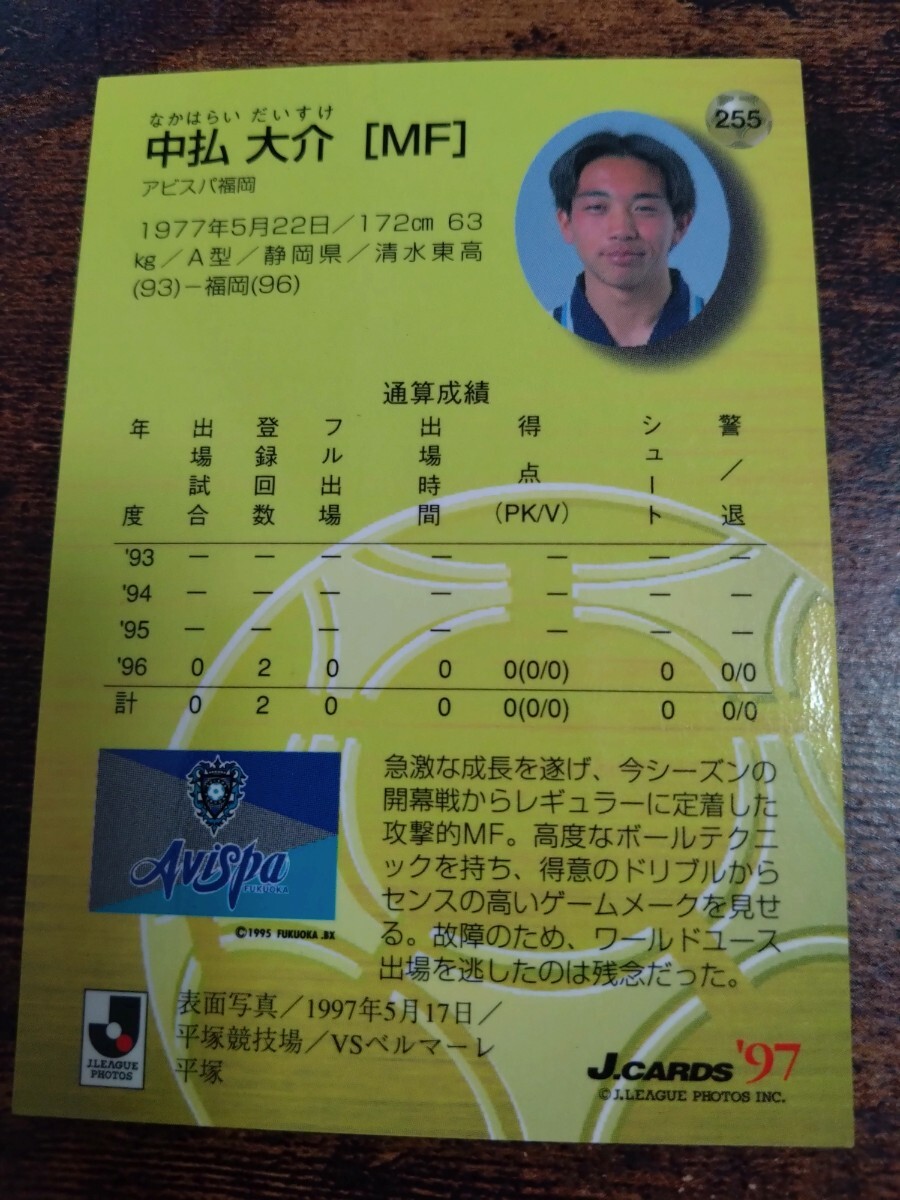 なかはらい だいすけ
中払 大介 [MF]
255
アビスパ福岡
1977年5月22日／172㎝ 63
㎏／A型／静岡県／清水東高
(93)－福岡(96)
通算成績
年度 出場試合 登録回数 フル出場 出場時間 得点(PK/V) シュート 警／退
'93 — — — — — — —
'94 — — — — — — —
'95 — — — — — — —
'96 0 2 0 0 0(0/0) 0 0/0
計 0 2 0 0 0(0/0) 0 0/0
急激な成長を遂げ、今シーズンの
開幕戦からレギュラーに定着した
攻撃的MF。高度なボールテクニ
ックを持ち、得意のドリブルから
センスの高いゲームメークを見せ
る。故障のため、ワールドユース
出場を逃したのは残念だった。
Avispa
FUKUOKA
©1995 FUKUOKA .BX
J.LEAGUE
PHOTOS
表面写真／1997年5月17日／
平塚競技場／VSベルマーレ
平塚
J.CARDS '97
©J.LEAGUE PHOTOS INC.